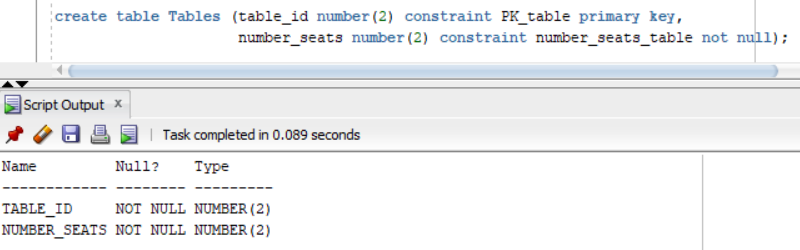 create table Tables (table_id number(2) constraint PK_table primary key,
number_seats number(2) constraint number_seats_table not null);
Script Output x
Task completed in 0.089 seconds
Name Null? Type
------------ -------- ---------
TABLE_ID NOT NULL NUMBER(2)
NUMBER_SEATS NOT NULL NUMBER(2)